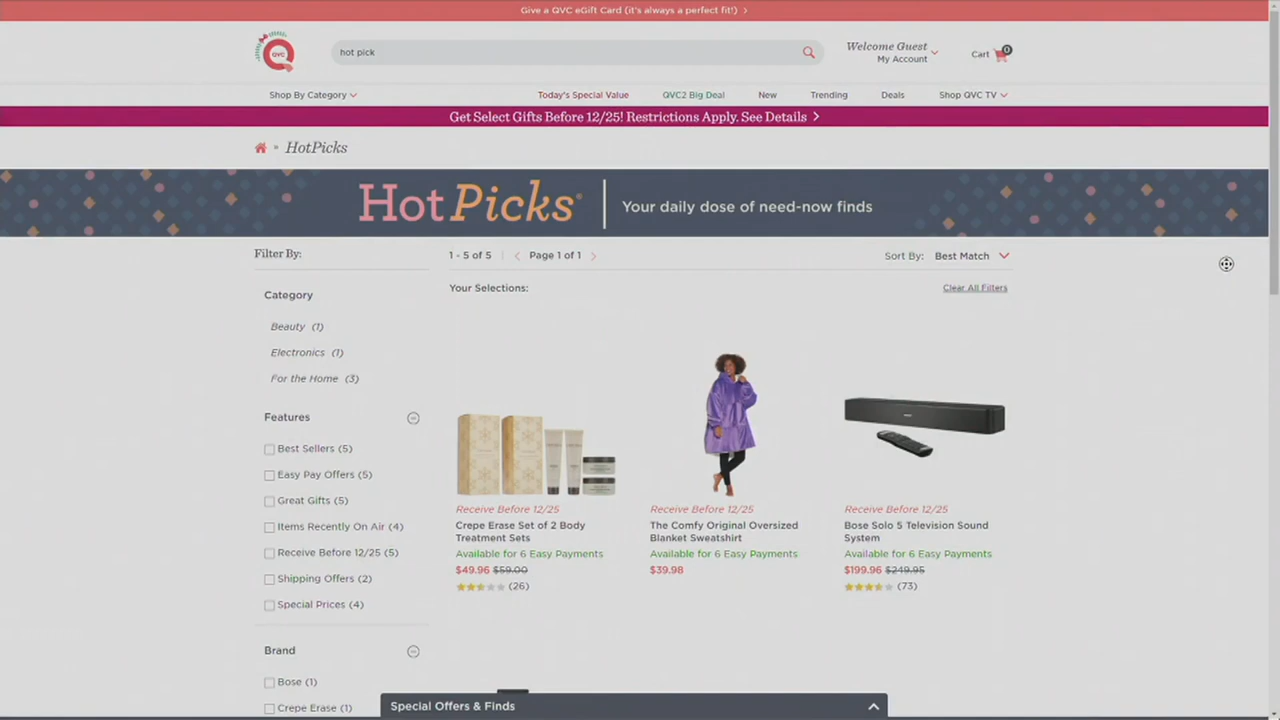 Give a QVC eGift Card (it's always a perfect fit!) >
QVC
hot pick
Welcome Guest
My Account
Cart
0
Shop By Category
Today's Special Value
QVC2 Big Deal
New
Trending
Deals
Shop QVC TV
Get Select Gifts Before 12/25! Restrictions Apply. See Details >
» HotPicks
Hot Picks® | Your daily dose of need-now finds
Filter By:
1 - 5 of 5 | < Page 1 of 1 >
Sort By: Best Match
Your Selections:
Clear All Filters
Category
Beauty (1)
Electronics (1)
For the Home (3)
Features
Best Sellers (5)
Easy Pay Offers (5)
Great Gifts (5)
Items Recently On Air (4)
Receive Before 12/25 (5)
Shipping Offers (2)
Special Prices (4)
Brand
Bose (1)
Crepe Erase (1)
Receive Before 12/25
Crepe Erase Set of 2 Body
Treatment Sets
Available for 6 Easy Payments
$49.96 $59.00
(26)
Receive Before 12/25
The Comfy Original Oversized
Blanket Sweatshirt
Available for 6 Easy Payments
$39.98
Receive Before 12/25
Bose Solo 5 Television Sound
System
Available for 6 Easy Payments
$199.96 $249.95
(73)
Special Offers & Finds